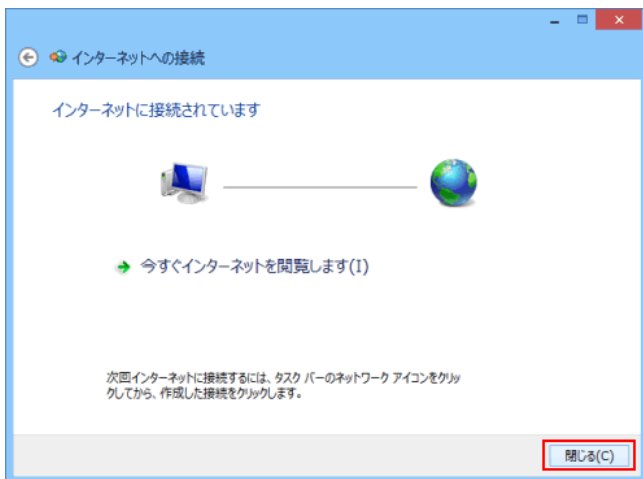 インターネットへの接続
インターネットに接続されています
今すぐインターネットを閲覧します(I)
次回インターネットに接続するには、タスク バーのネットワーク アイコンをクリッ
クしてから、作成した接続をクリックします。
閉じる(C)